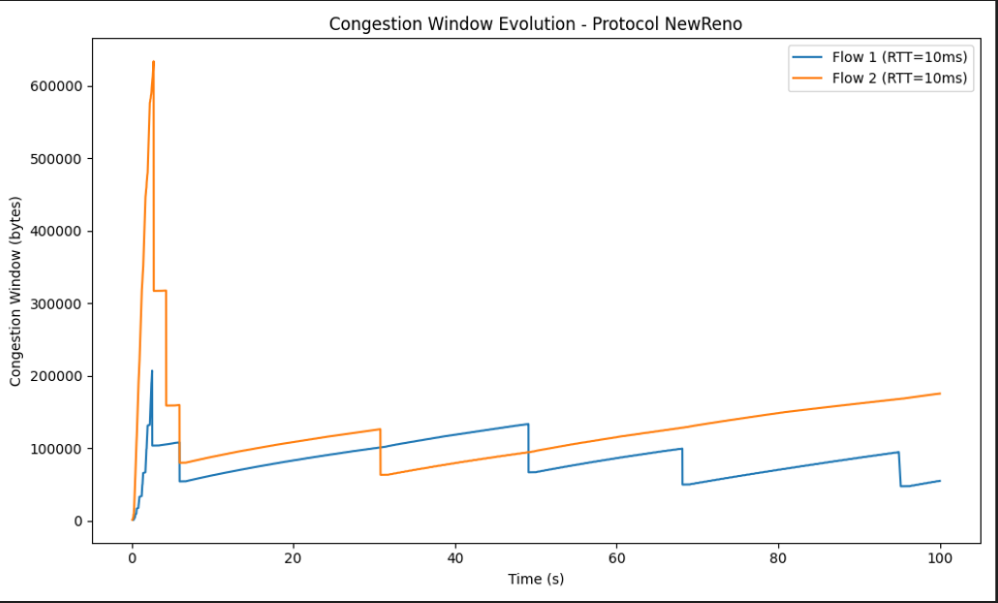 Congestion Window Evolution - Protocol NewReno
Flow 1 (RTT=10ms)
Flow 2 (RTT=10ms)
Congestion Window (bytes)
600000
500000
400000
300000
200000
100000
0
0 20 40 60 80 100
Time (s)